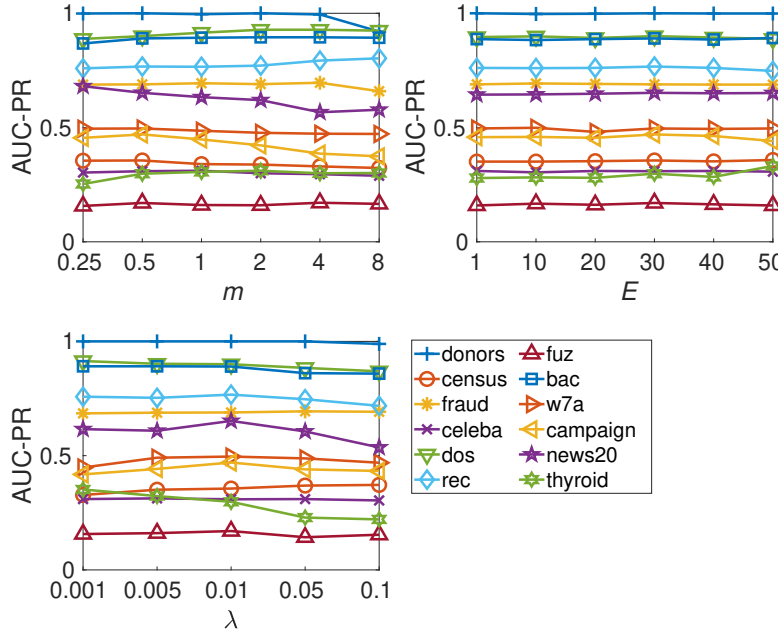 AUC-PR
1
0.5
0
0.25 0.5 1 2 4 8
m
AUC-PR
1
0.5
0
1 10 20 30 40 50
E
AUC-PR
1
0.5
0
0.001 0.005 0.01 0.05 0.1
λ
donors fuz
census bac
fraud w7a
celeba campaign
dos news20
rec thyroid